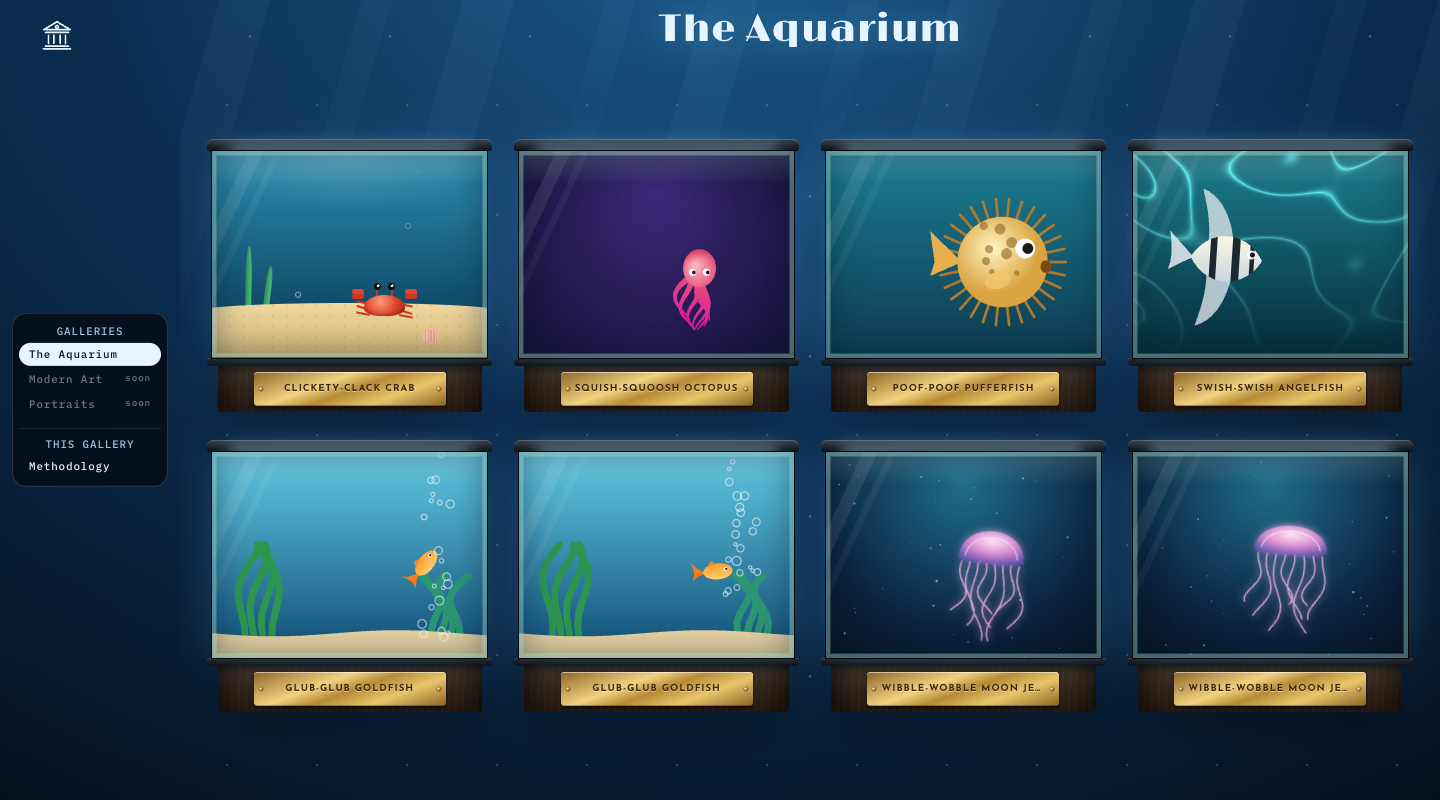 The Aquarium
GALLERIES
The Aquarium
Modern Art soon
Portraits soon
THIS GALLERY
Methodology
CLICKETY-CLACK CRAB
SQUISH-SQUOOSH OCTOPUS
POOF-POOF PUFFERFISH
SWISH-SWISH ANGELFISH
GLUB-GLUB GOLDFISH
GLUB-GLUB GOLDFISH
WIBBLE-WOBBLE MOON JE…
WIBBLE-WOBBLE MOON JE…